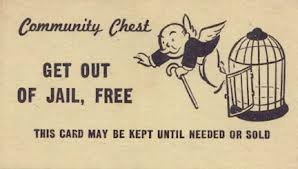 Community Chest
GET OUT
OF JAIL, FREE
THIS CARD MAY BE KEPT UNTIL NEEDED OR SOLD